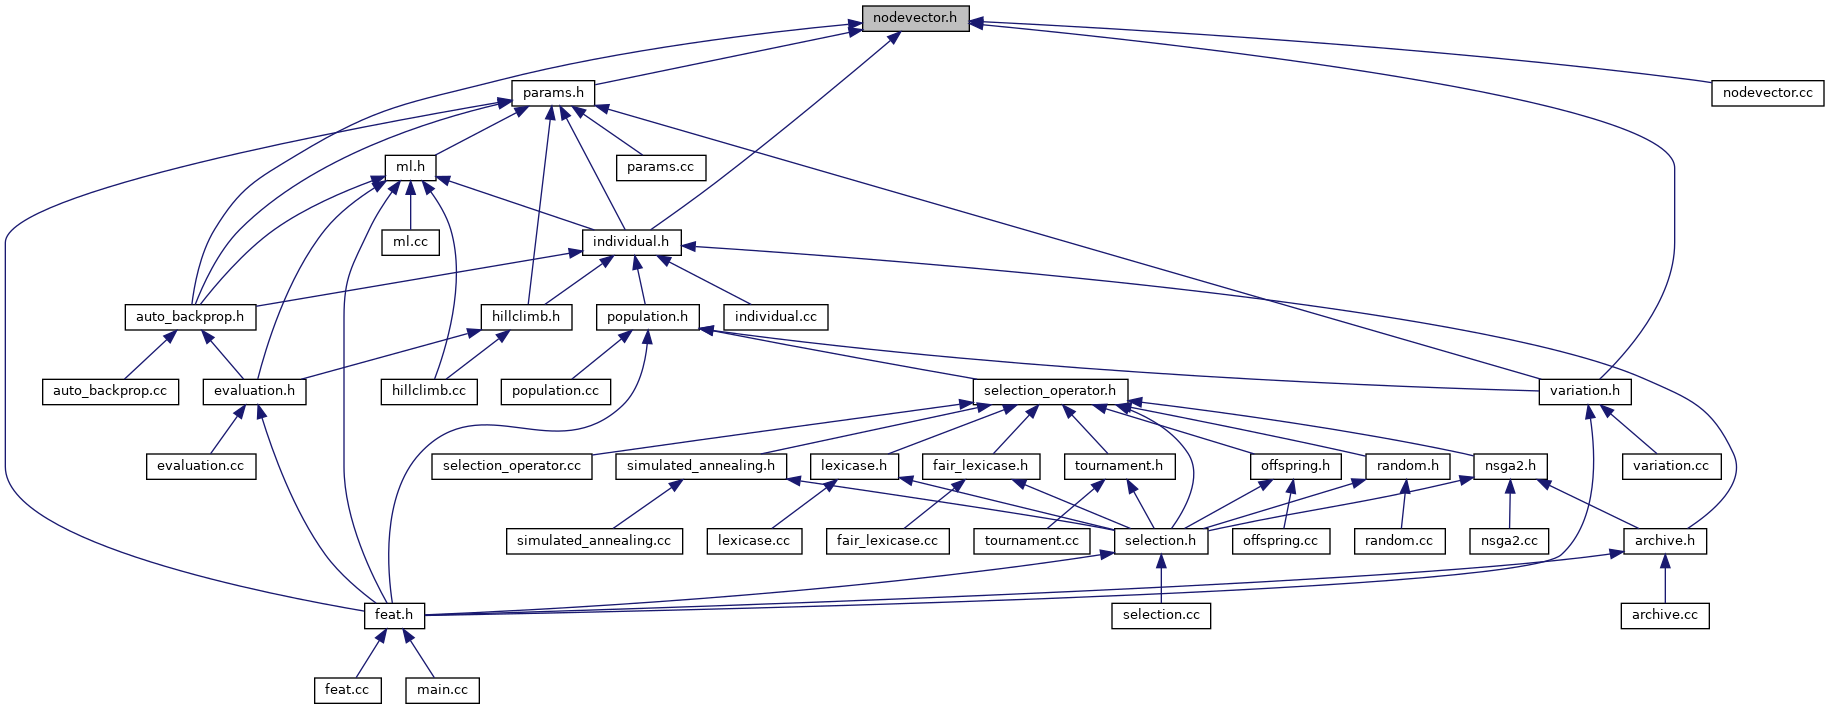 nodevector.h
params.h
nodevector.cc
ml.h
params.cc
ml.cc
individual.h
auto_backprop.h
hillclimb.h
population.h
individual.cc
auto_backprop.cc
evaluation.h
hillclimb.cc
population.cc
selection_operator.h
variation.h
evaluation.cc
selection_operator.cc
simulated_annealing.h
lexicase.h
fair_lexicase.h
tournament.h
offspring.h
random.h
nsga2.h
variation.cc
simulated_annealing.cc
lexicase.cc
fair_lexicase.cc
tournament.cc
selection.h
offspring.cc
random.cc
nsga2.cc
archive.h
feat.h
selection.cc
archive.cc
feat.cc
main.cc